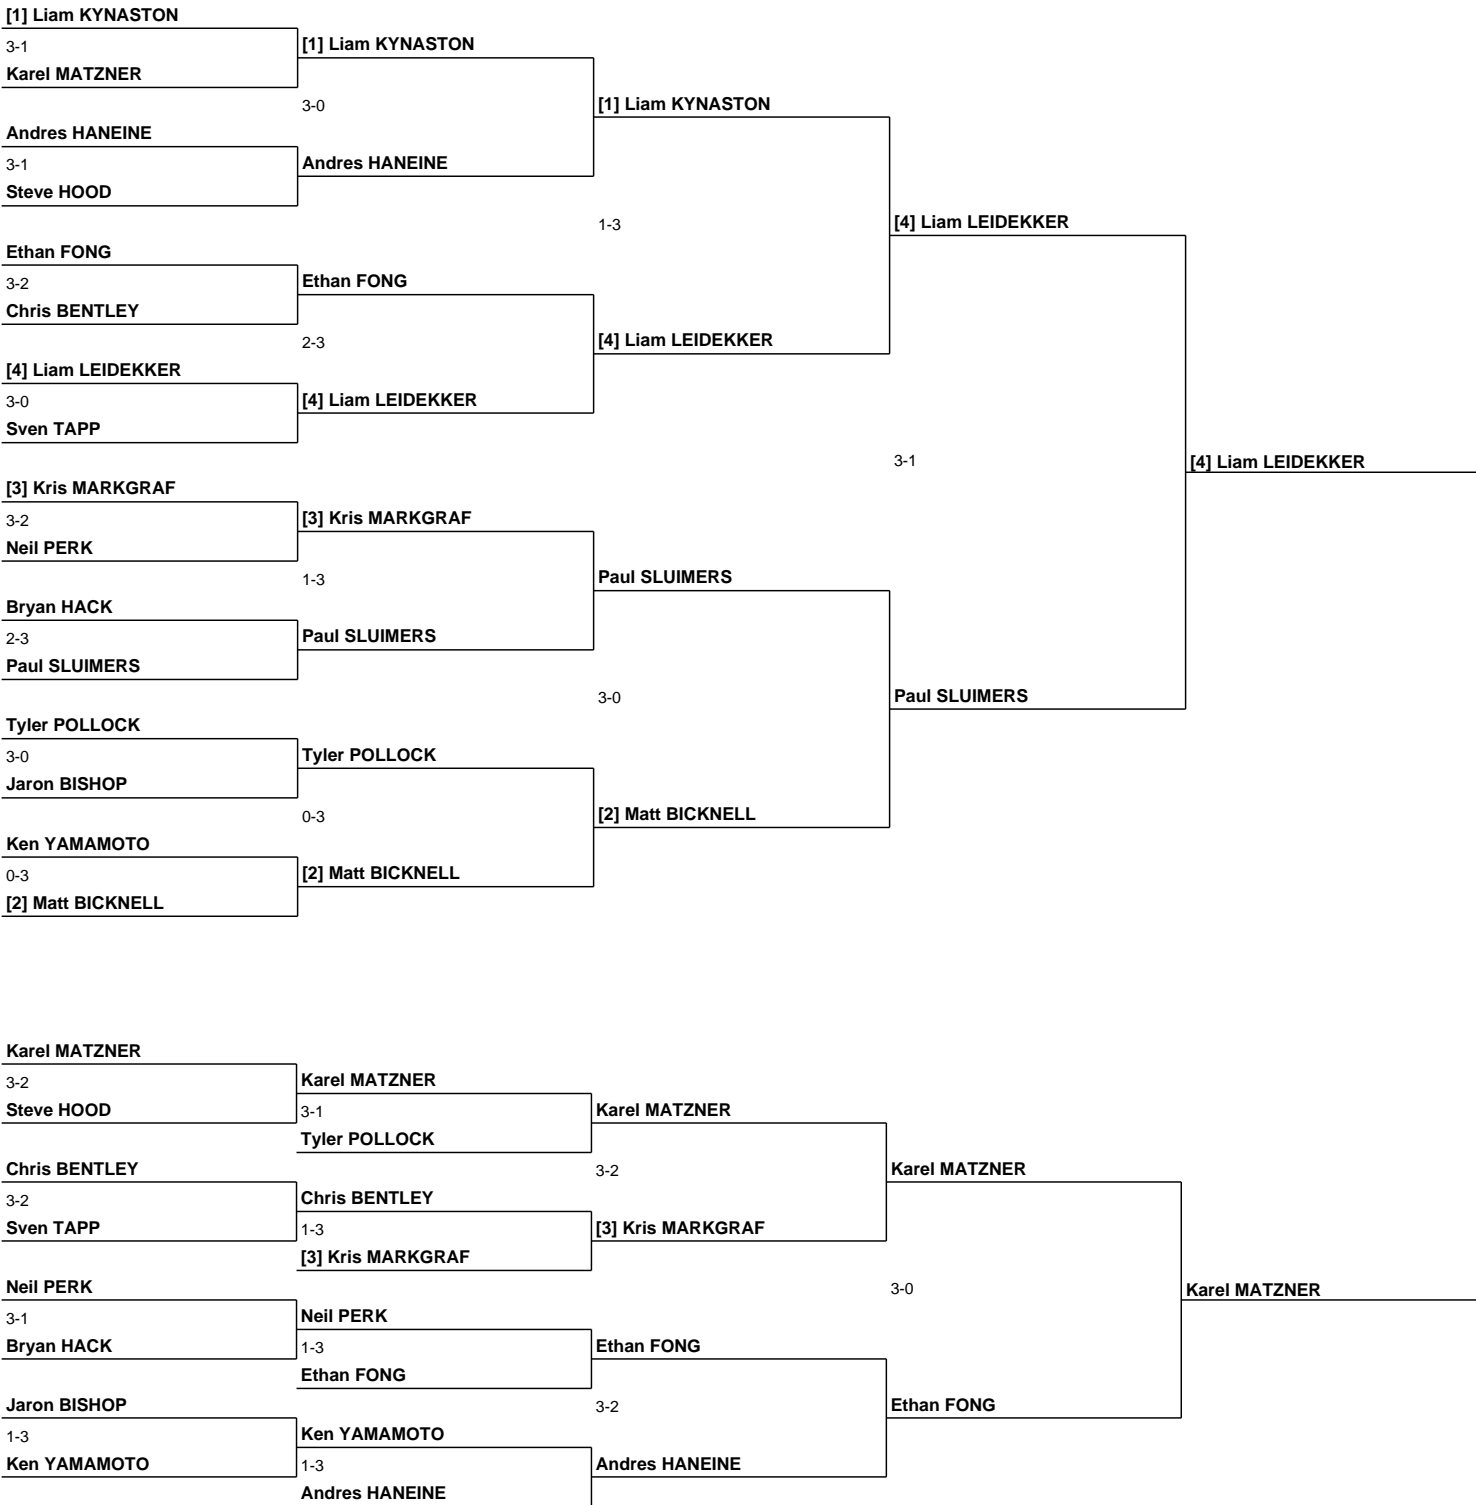 [1] Liam KYNASTON
3-1
[1] Liam KYNASTON
Karel MATZNER
3-0
[1] Liam KYNASTON
Andres HANEINE
3-1
Andres HANEINE
Steve HOOD
1-3
[4] Liam LEIDEKKER
Ethan FONG
3-2
Ethan FONG
Chris BENTLEY
2-3
[4] Liam LEIDEKKER
[4] Liam LEIDEKKER
3-0
[4] Liam LEIDEKKER
Sven TAPP
3-1
[4] Liam LEIDEKKER
[3] Kris MARKGRAF
3-2
[3] Kris MARKGRAF
Neil PERK
1-3
Paul SLUIMERS
Bryan HACK
2-3
Paul SLUIMERS
Paul SLUIMERS
3-0
Paul SLUIMERS
Tyler POLLOCK
3-0
Tyler POLLOCK
Jaron BISHOP
0-3
[2] Matt BICKNELL
Ken YAMAMOTO
0-3
[2] Matt BICKNELL
[2] Matt BICKNELL
Karel MATZNER
3-2
Karel MATZNER
Steve HOOD
3-1
Karel MATZNER
Tyler POLLOCK
Chris BENTLEY
3-2
Karel MATZNER
3-2
Chris BENTLEY
Sven TAPP
1-3
[3] Kris MARKGRAF
[3] Kris MARKGRAF
Neil PERK
3-0
Karel MATZNER
3-1
Neil PERK
Bryan HACK
1-3
Ethan FONG
Ethan FONG
Jaron BISHOP
3-2
Ethan FONG
1-3
Ken YAMAMOTO
Ken YAMAMOTO
1-3
Andres HANEINE
Andres HANEINE